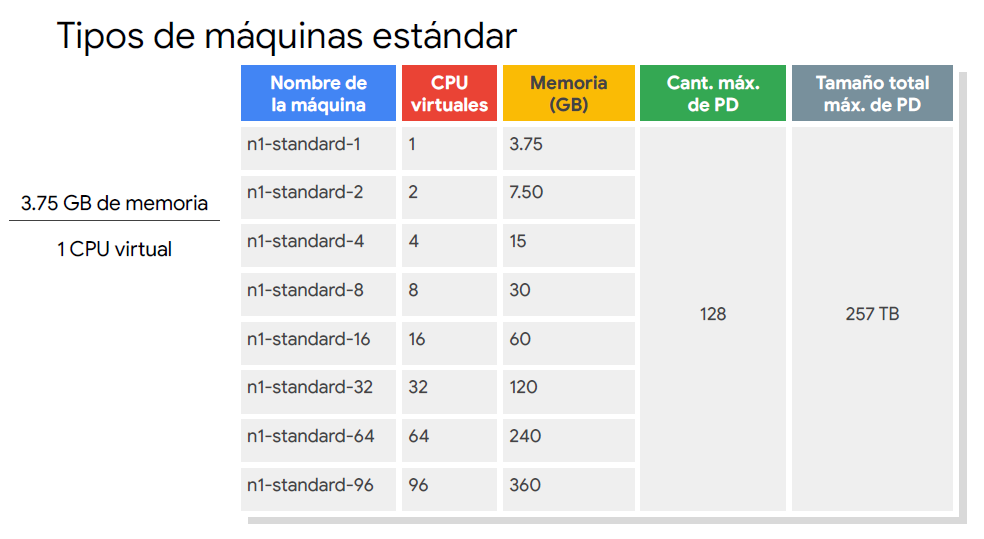 Tipos de máquinas estándar
3.75 GB de memoria
1 CPU virtual
Nombre de
la máquina
CPU
virtuales
Memoria
(GB)
Cant. máx.
de PD
Tamaño total
máx. de PD
n1-standard-1 1 3.75
n1-standard-2 2 7.50
n1-standard-4 4 15
n1-standard-8 8 30
128 257 TB
n1-standard-16 16 60
n1-standard-32 32 120
n1-standard-64 64 240
n1-standard-96 96 360